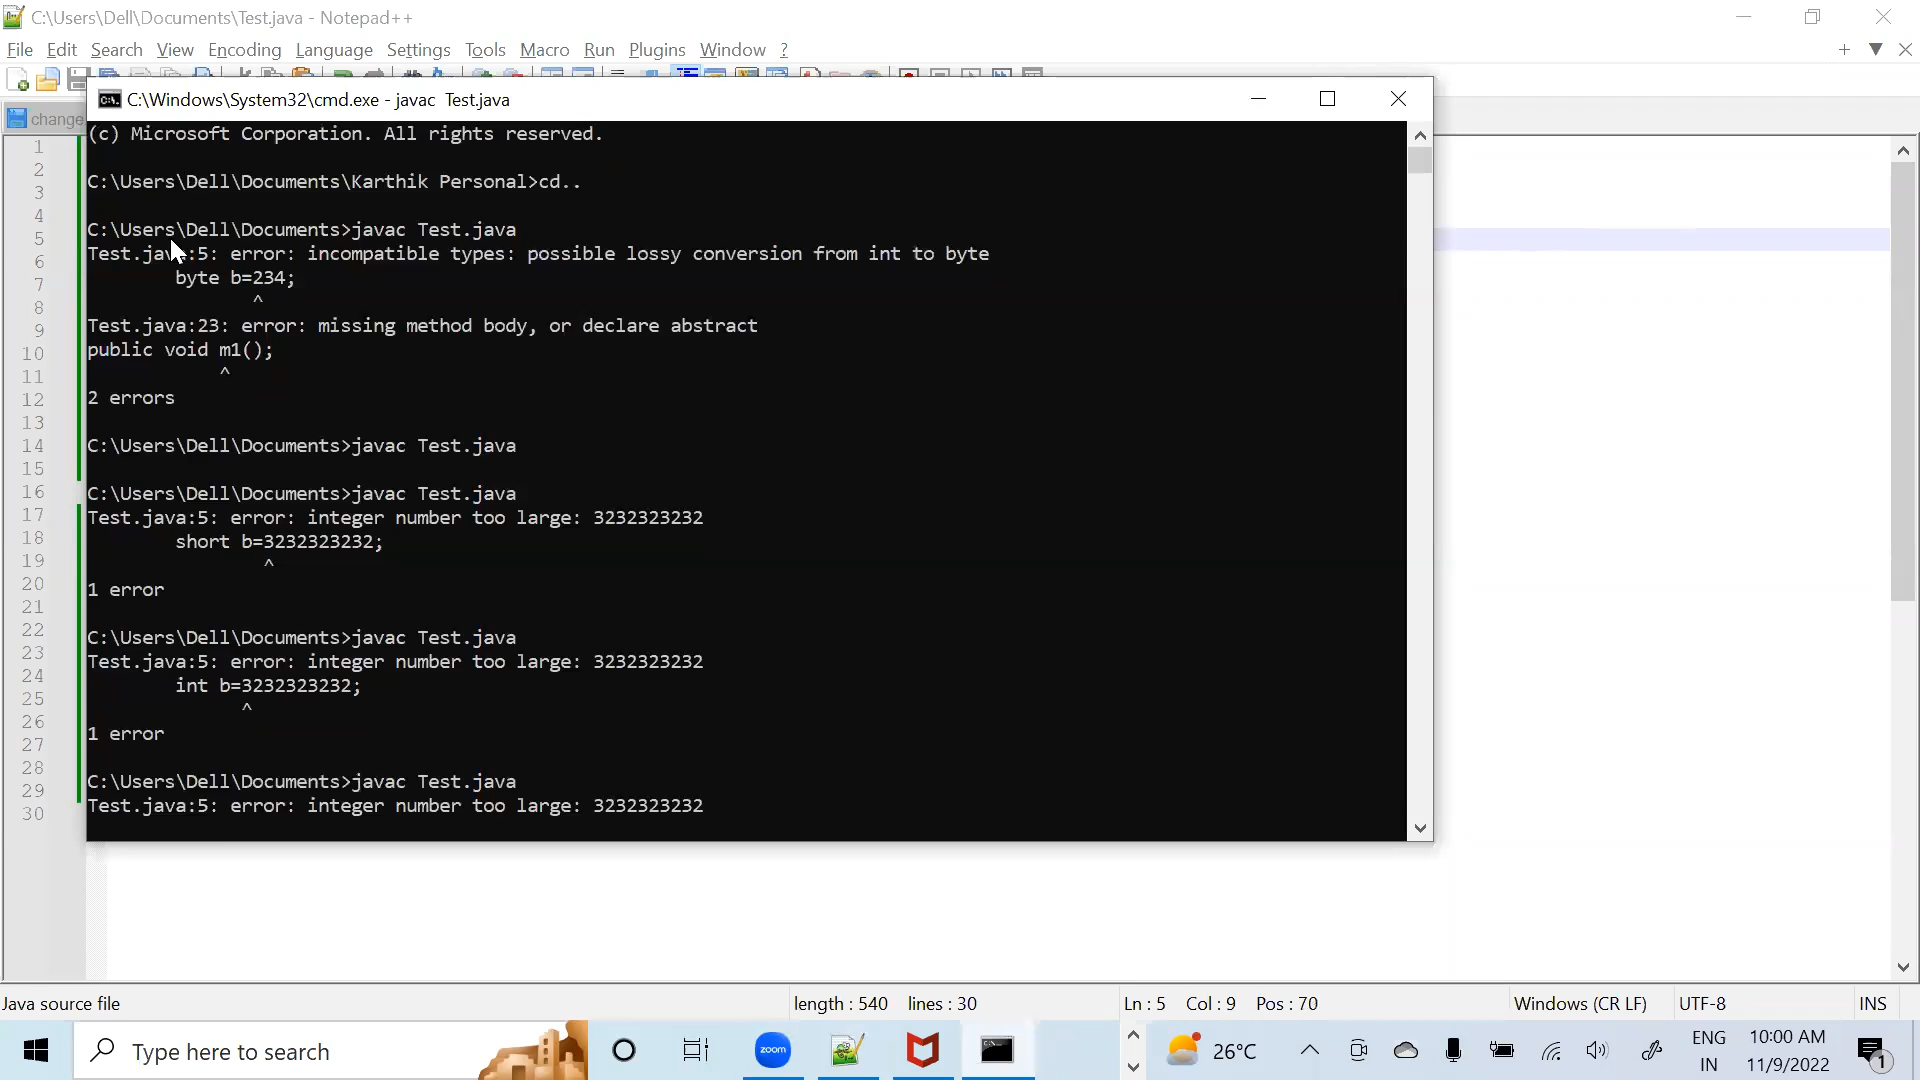 C:\Users\Dell\Documents\Test.java - Notepad++
File Edit Search View Encoding Language Settings Tools Macro Run Plugins Window ?
change
C:\Windows\System32\cmd.exe - javac  Test.java
(c) Microsoft Corporation. All rights reserved.
C:\Users\Dell\Documents\Karthik Personal>cd..
C:\Users\Dell\Documents>javac Test.java
Test.java:5: error: incompatible types: possible lossy conversion from int to byte
        byte b=234;
               ^
Test.java:23: error: missing method body, or declare abstract
public void m1();
            ^
2 errors
C:\Users\Dell\Documents>javac Test.java
C:\Users\Dell\Documents>javac Test.java
Test.java:5: error: integer number too large: 3232323232
        short b=3232323232;
                ^
1 error
C:\Users\Dell\Documents>javac Test.java
Test.java:5: error: integer number too large: 3232323232
        int b=3232323232;
              ^
1 error
C:\Users\Dell\Documents>javac Test.java
Test.java:5: error: integer number too large: 3232323232
1
2
3
4
5
6
7
8
9
10
11
12
13
14
15
16
17
18
19
20
21
22
23
24
25
26
27
28
29
30
Java source file length : 540 lines : 30 Ln : 5 Col : 9 Pos : 70 Windows (CR LF) UTF-8 INS
Type here to search
zoom
26°C
ENG
IN
10:00 AM
11/9/2022
1